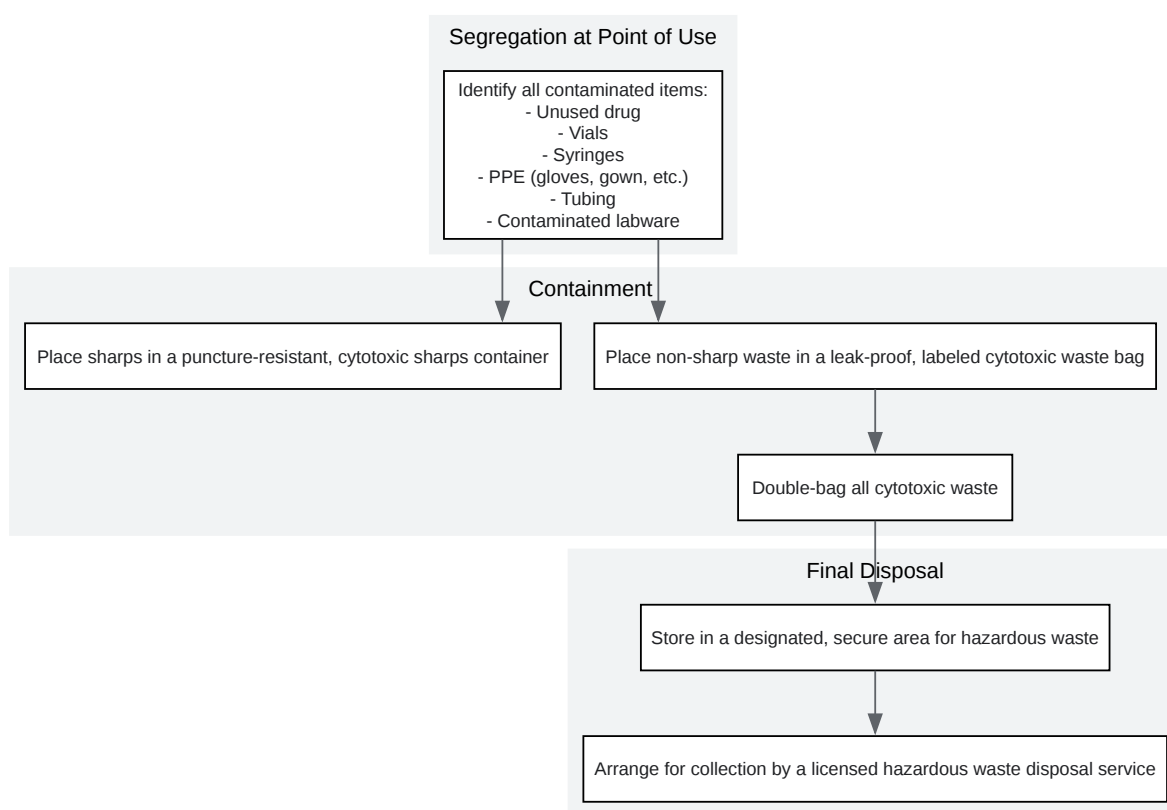 Segregation at Point of Use
Identify all contaminated items:
- Unused drug
- Vials
- Syringes
- PPE (gloves, gown, etc.)
- Tubing
- Contaminated labware
Containment
Place sharps in a puncture-resistant, cytotoxic sharps container
Place non-sharp waste in a leak-proof, labeled cytotoxic waste bag
Double-bag all cytotoxic waste
Final Disposal
Store in a designated, secure area for hazardous waste
Arrange for collection by a licensed hazardous waste disposal service